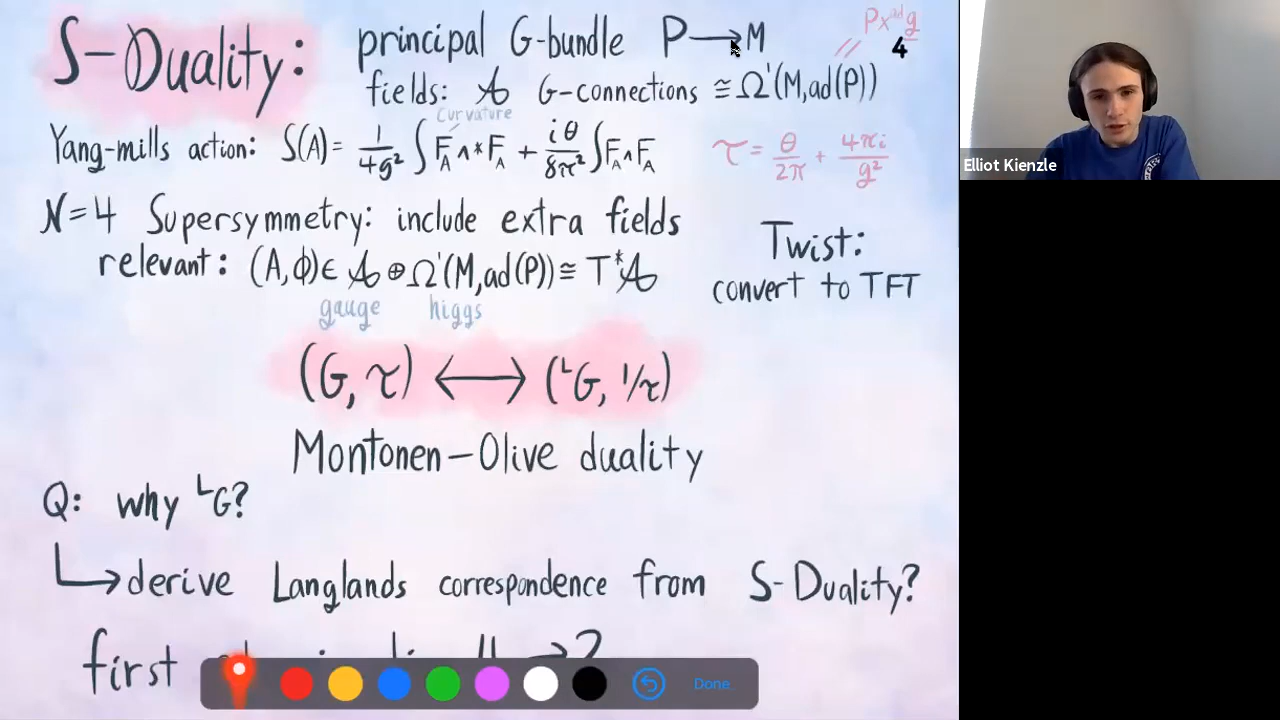 S-Duality: principal G-bundle P→M
P×ᵃᵈg
4
fields: 𝒜 G-connections ≅ Ω¹(M,ad(P))
curvature
Yang-mills action: S(A)= 1/4g² ∫F_A∧*F_A + iθ/8π² ∫F_A∧F_A
τ = θ/2π + 4πi/g²
N=4 Supersymmetry: include extra fields
relevant: (A,ϕ)∈ 𝒜⊕Ω¹(M,ad(P))≅ T*𝒜
gauge higgs
Twist:
convert to TFT
(G,τ) ⟷ (ᴸG, 1/τ)
Montonen-Olive duality
Q: why ᴸG?
↳ derive Langlands correspondence from S-Duality?
first
Done
Elliot Kienzle